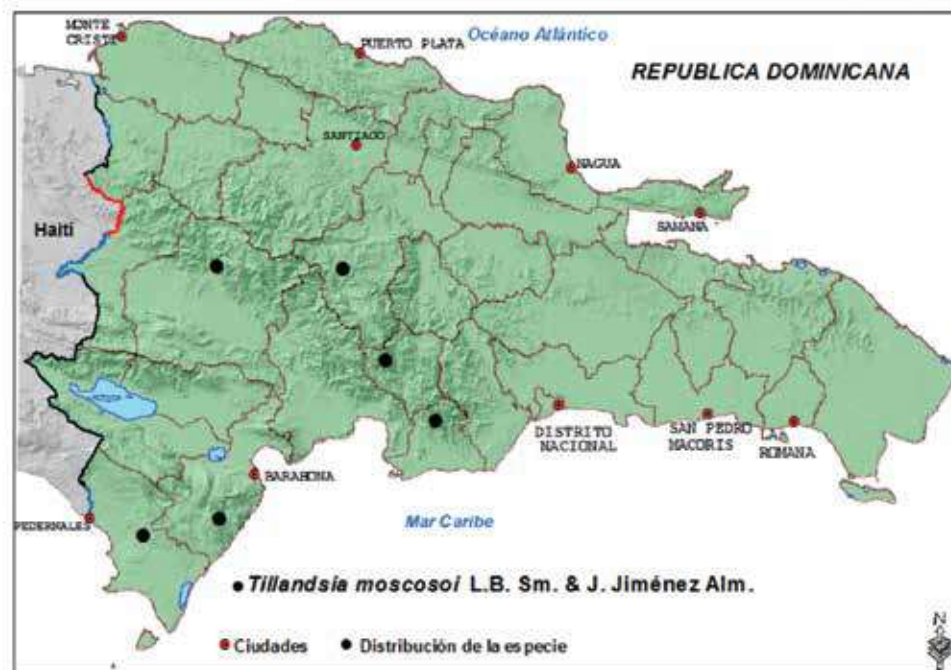 MONTE
CRISTI
PUERTO PLATA
Océano Atlántico
REPUBLICA DOMINICANA
SANTIAGO
NAGUA
SAMANA
Haití
DISTRITO
NACIONAL
SAN PEDRO
MACORIS
LA
ROMANA
BARAHONA
PEDERNALES
Mar Caribe
Tillandsia moscosoi L.B. Sm. & J. Jiménez Alm.
Ciudades
Distribución de la especie
N